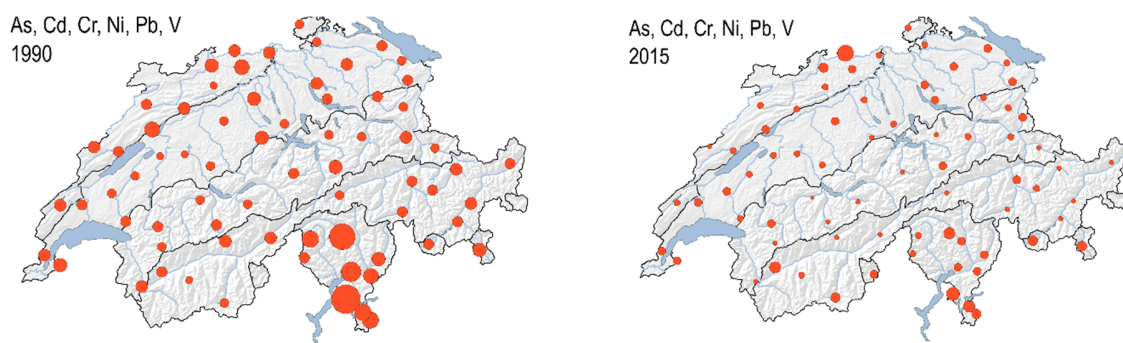 As, Cd, Cr, Ni, Pb, V
1990
As, Cd, Cr, Ni, Pb, V
2015